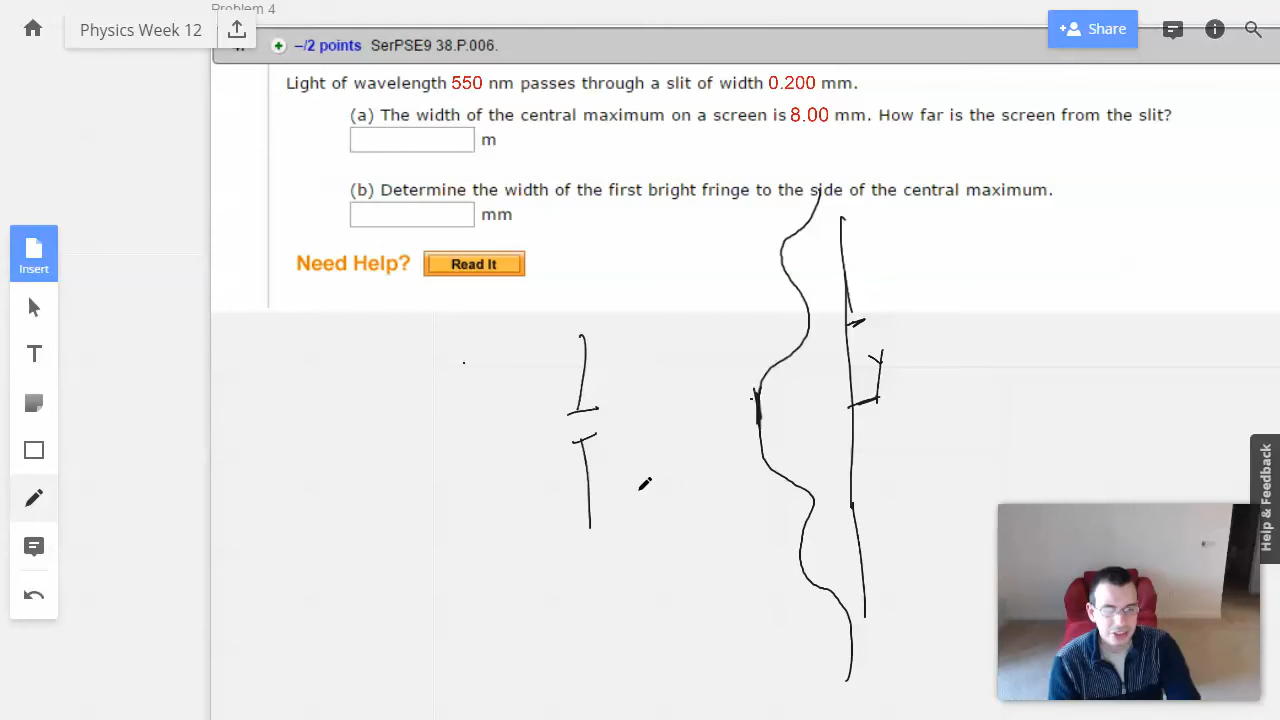 Problem 4
Physics Week 12
Share
–/2 points SerPSE9 38.P.006.
Light of wavelength 550 nm passes through a slit of width 0.200 mm.
(a) The width of the central maximum on a screen is 8.00 mm. How far is the screen from the slit?
m
(b) Determine the width of the first bright fringe to the side of the central maximum.
mm
Need Help? Read It
Insert
T
y
Help & Feedback